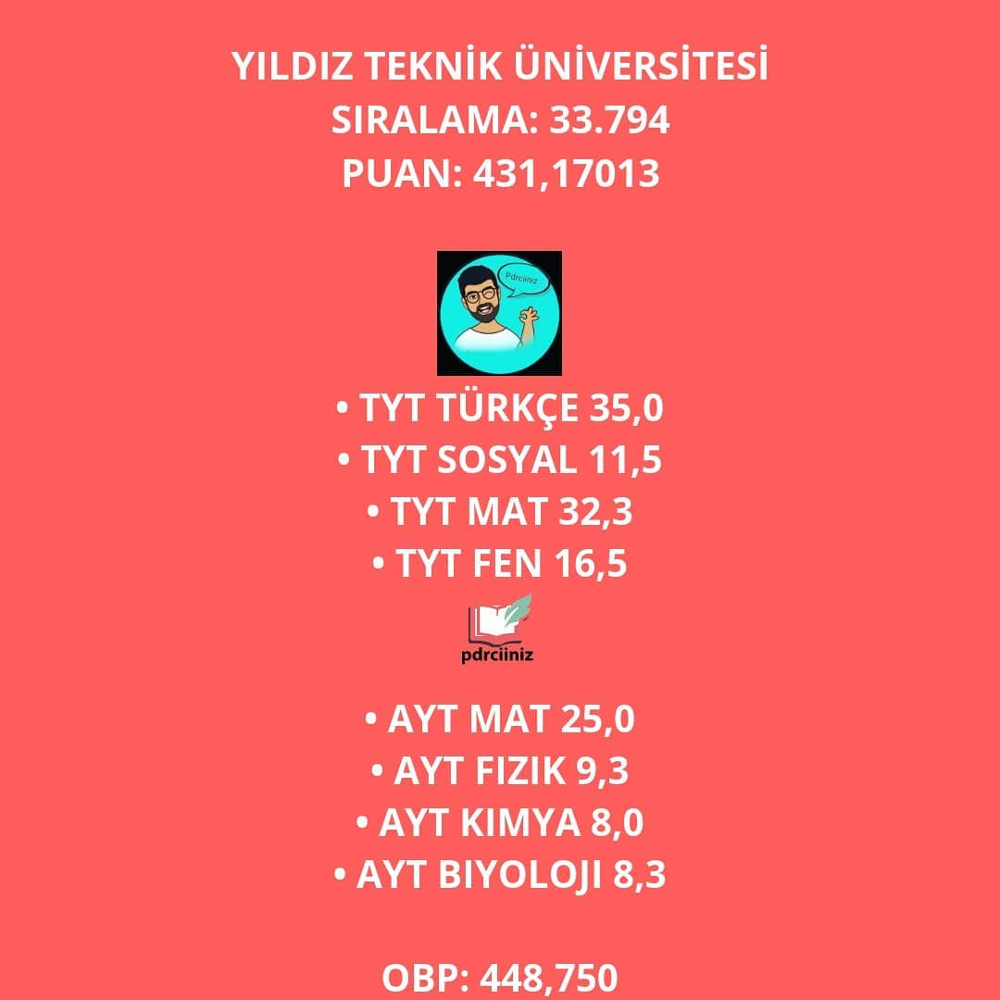 YILDIZ TEKNİK ÜNİVERSİTESİ
SIRALAMA: 33.794
PUAN: 431,17013
Pdrciiniz
• TYT TÜRKÇE 35,0
• TYT SOSYAL 11,5
• TYT MAT 32,3
• TYT FEN 16,5
pdrciiniz
• AYT MAT 25,0
• AYT FIZIK 9,3
• AYT KIMYA 8,0
• AYT BIYOLOJI 8,3
OBP: 448,750